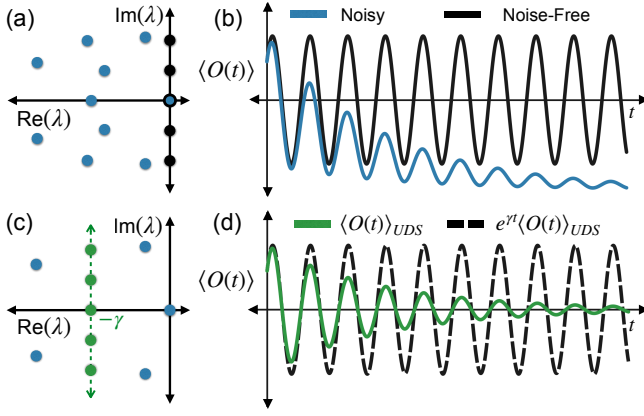 (a)
Im(λ)
Re(λ)
(b)
Noisy
Noise-Free
⟨O(t)⟩
t
(c)
Im(λ)
Re(λ)
−γ
(d)
⟨O(t)⟩UDS
e^{γt}⟨O(t)⟩UDS
⟨O(t)⟩
t